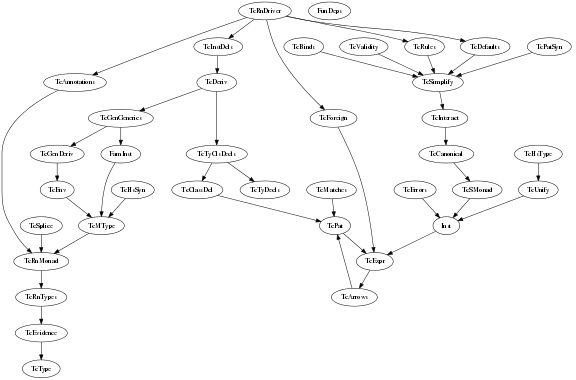 TcRnDriver
FunDeps
TcInstDcls
TcBinds
TcValidity
TcRules
TcDefaults
TcPatSyn
TcAnnotations
TcDeriv
TcSimplify
TcGenGenerics
TcForeign
TcInteract
TcGenDeriv
FamInst
TcTyClsDecls
TcCanonical
TcHsType
TcEnv
TcHsSyn
TcClassDcl
TcTyDecls
TcMatches
TcErrors
TcSMonad
TcUnify
TcSplice
TcMType
TcPat
Inst
TcRnMonad
TcExpr
TcRnTypes
TcArrows
TcEvidence
TcType